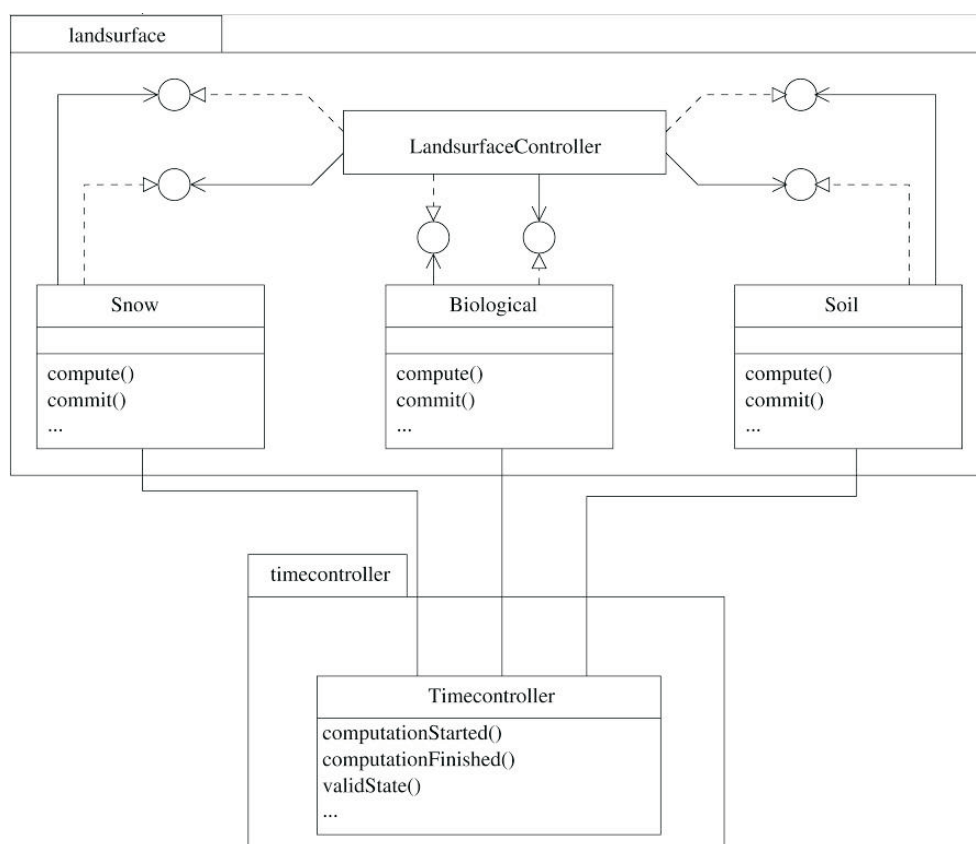 landsurface
LandsurfaceController
Snow
compute()
commit()
...
Biological
compute()
commit()
...
Soil
compute()
commit()
...
timecontroller
Timecontroller
computationStarted()
computationFinished()
validState()
...